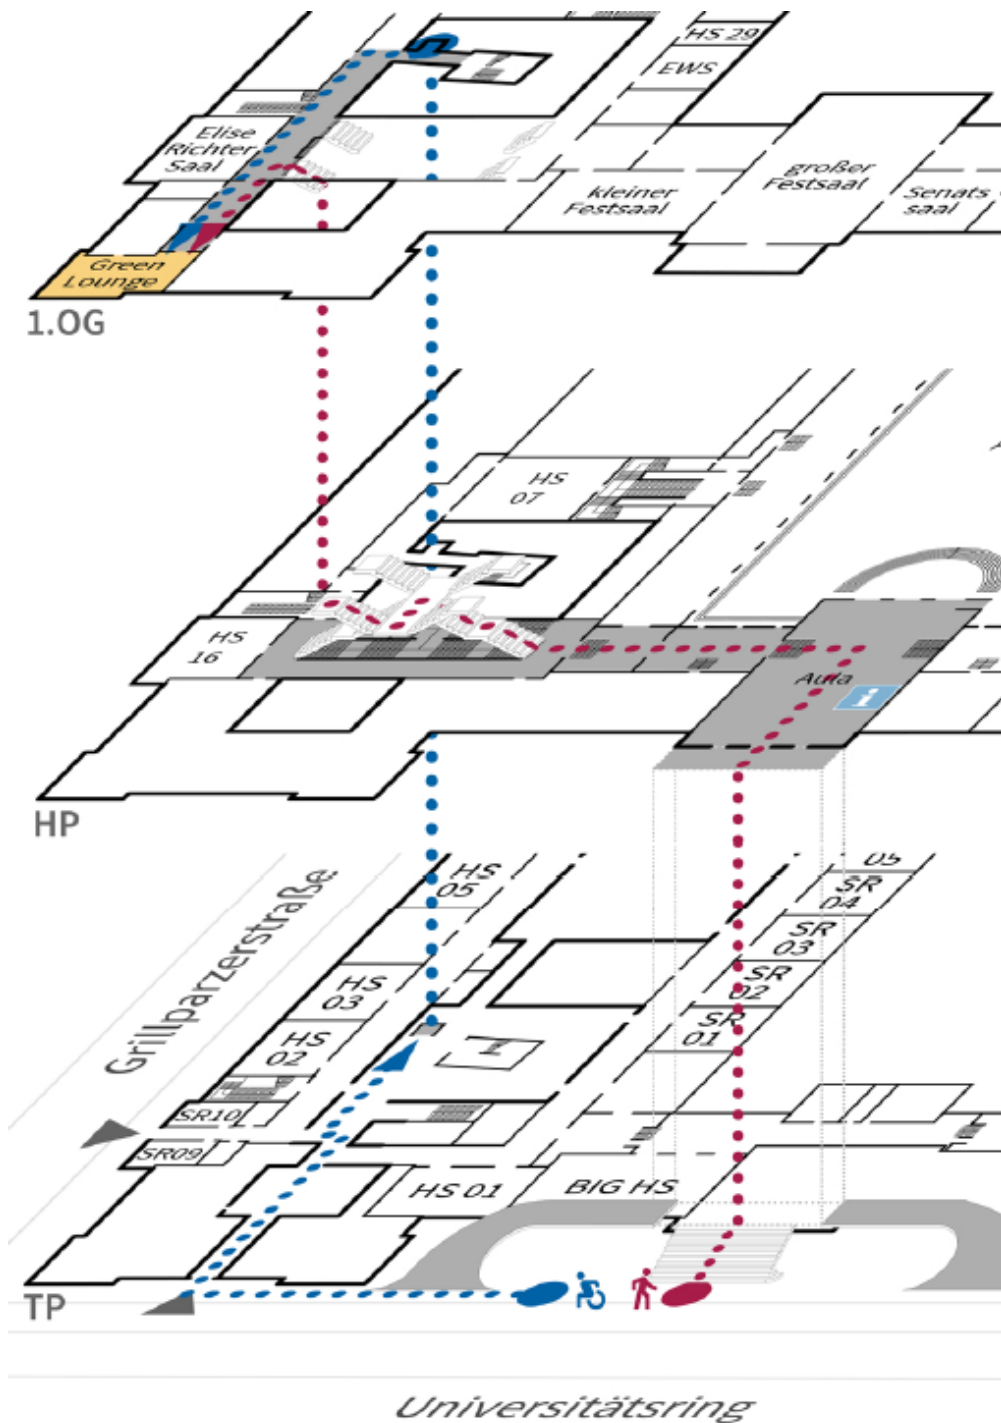 HS 29
EWS
Elise
Richter
Saal
großer
Festsaal
kleiner
Festsaal
Senats
saal
Green
Lounge
1.OG
HS
07
HS
16
Aula
i
HP
HS
05
05
SR
04
SR
03
HS
03
SR
02
SR
01
HS
02
Grillparzerstraße
SR10
SR09
HS 01
BIG HS
TP
Universitätsring